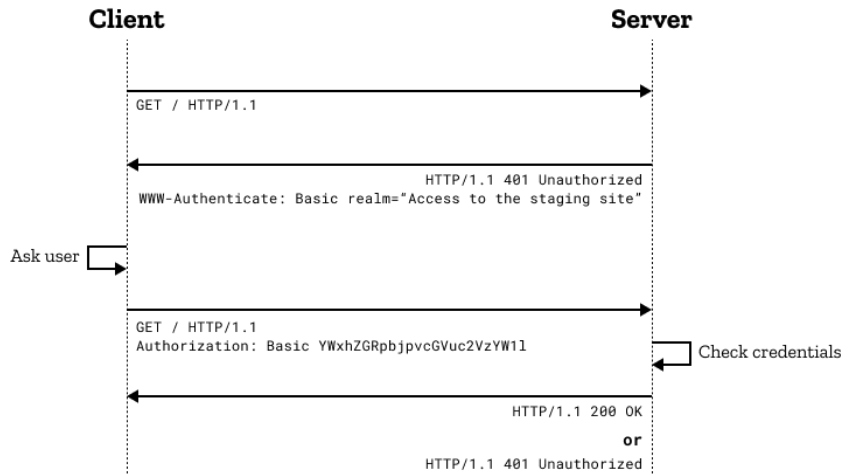 Client
Server
GET / HTTP/1.1
HTTP/1.1 401 Unauthorized
WWW-Authenticate: Basic realm=“Access to the staging site”
Ask user
GET / HTTP/1.1
Authorization: Basic YWxhZGRpbjpvcGVuc2VzYW1l
Check credentials
HTTP/1.1 200 OK
or
HTTP/1.1 401 Unauthorized